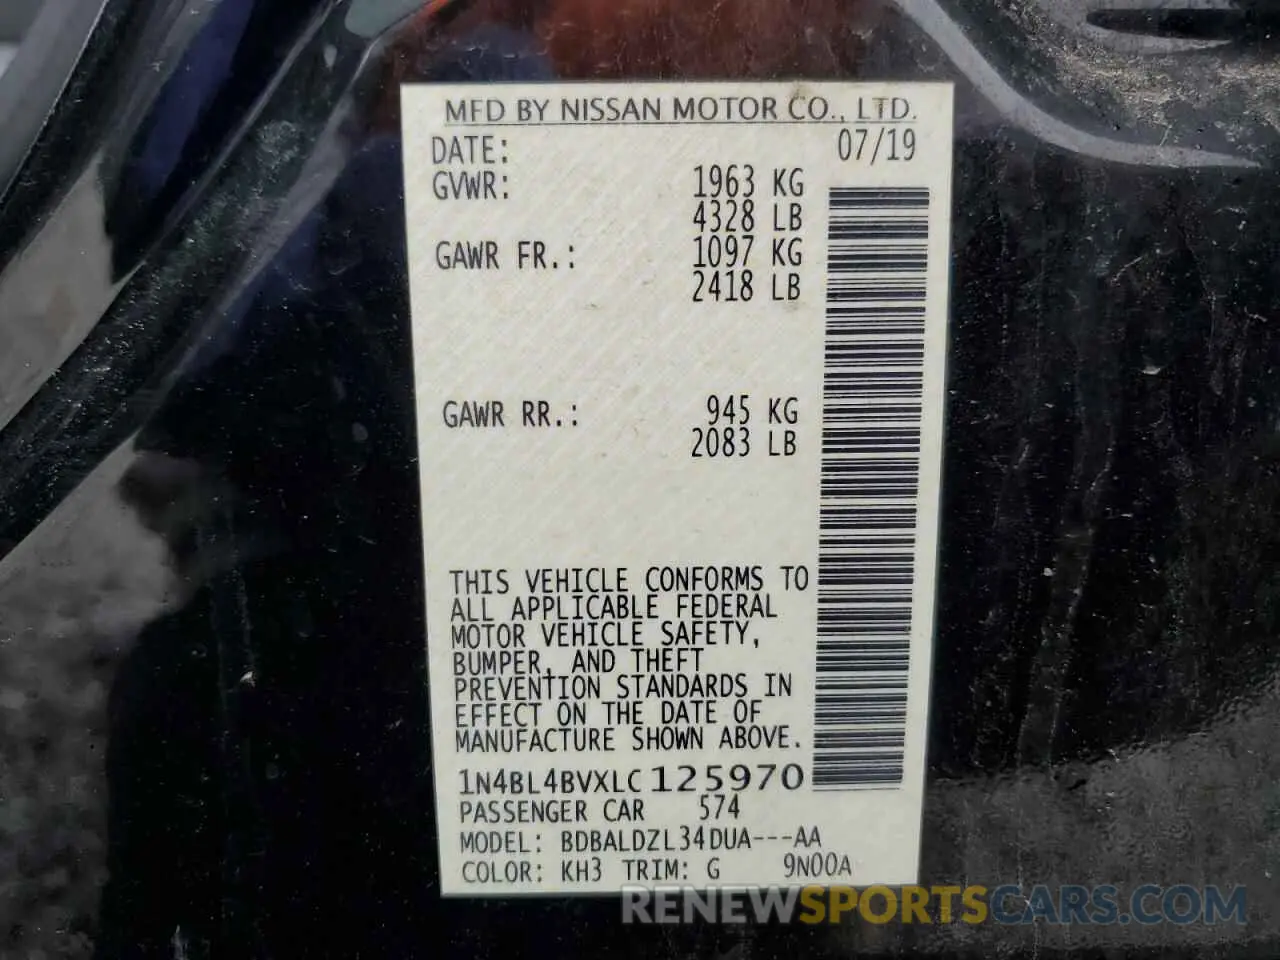 MFD BY NISSAN MOTOR CO., LTD.
DATE: 07/19
GVWR: 1963 KG
4328 LB
GAWR FR.: 1097 KG
2418 LB
GAWR RR.: 945 KG
2083 LB
THIS VEHICLE CONFORMS TO
ALL APPLICABLE FEDERAL
MOTOR VEHICLE SAFETY,
BUMPER, AND THEFT
PREVENTION STANDARDS IN
EFFECT ON THE DATE OF
MANUFACTURE SHOWN ABOVE.
1N4BL4BVXLC125970
PASSENGER CAR 574
MODEL: BDBALDZL34DUA---AA
COLOR: KH3 TRIM: G 9N00A
RENEWSPORTSCARS.COM